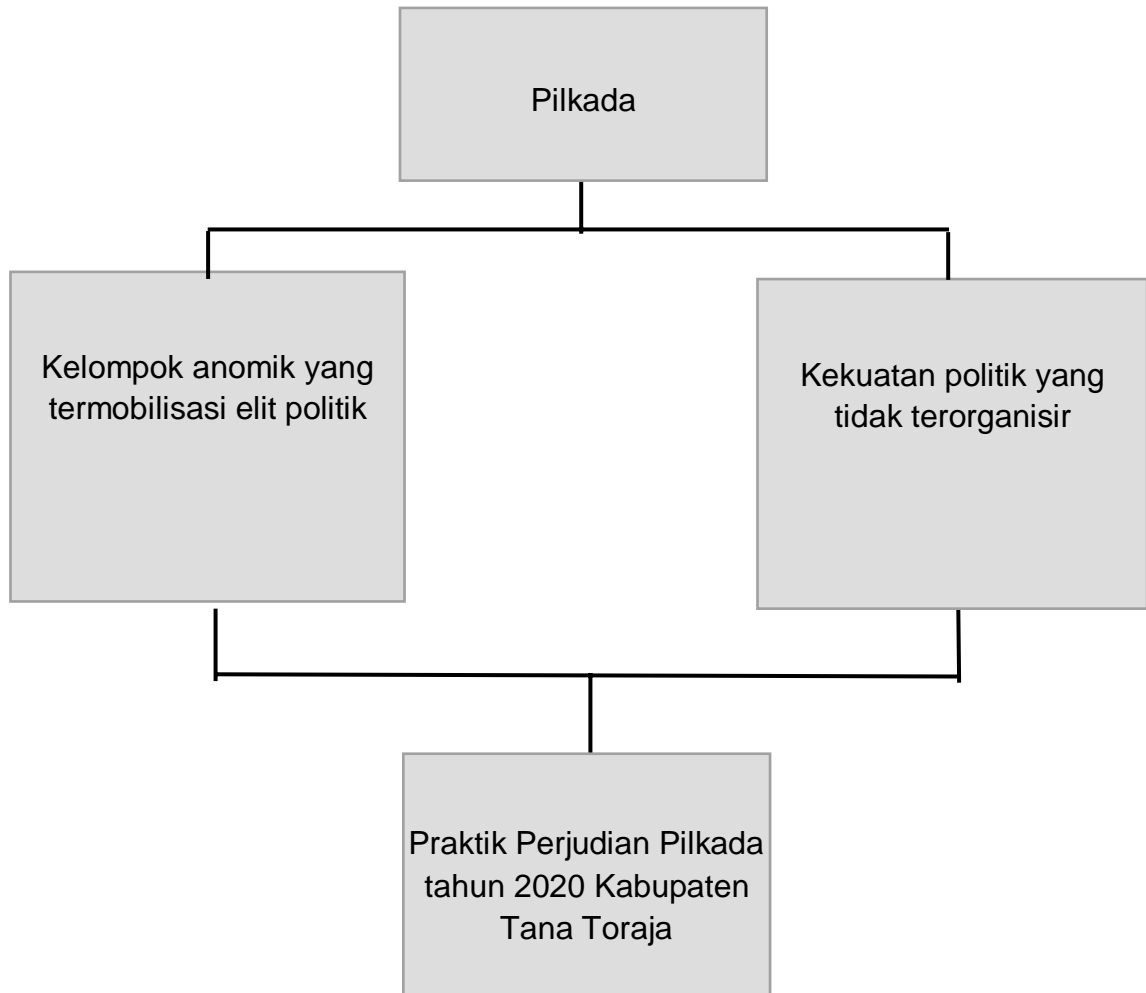 Pilkada
Kelompok anomik yang
termobilisasi elit politik
Kekuatan politik yang
tidak terorganisir
Praktik Perjudian Pilkada
tahun 2020 Kabupaten
Tana Toraja